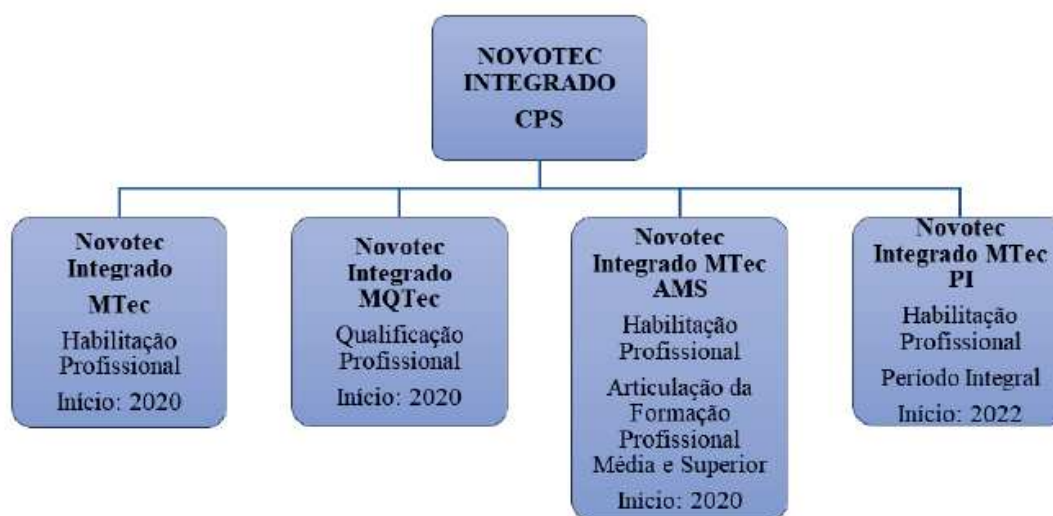 NOVOTEC
INTEGRADO
CPS
Novotec
Integrado
MTec
Habilitação
Profissional
Início: 2020
Novotec
Integrado
MQTec
Qualificação
Profissional
Início: 2020
Novotec
Integrado MTec
AMS
Habilitação
Profissional
Articulação da
Formação
Profissional
Média e Superior
Início: 2020
Novotec
Integrado MTec
PI
Habilitação
Profissional
Período Integral
Início: 2022